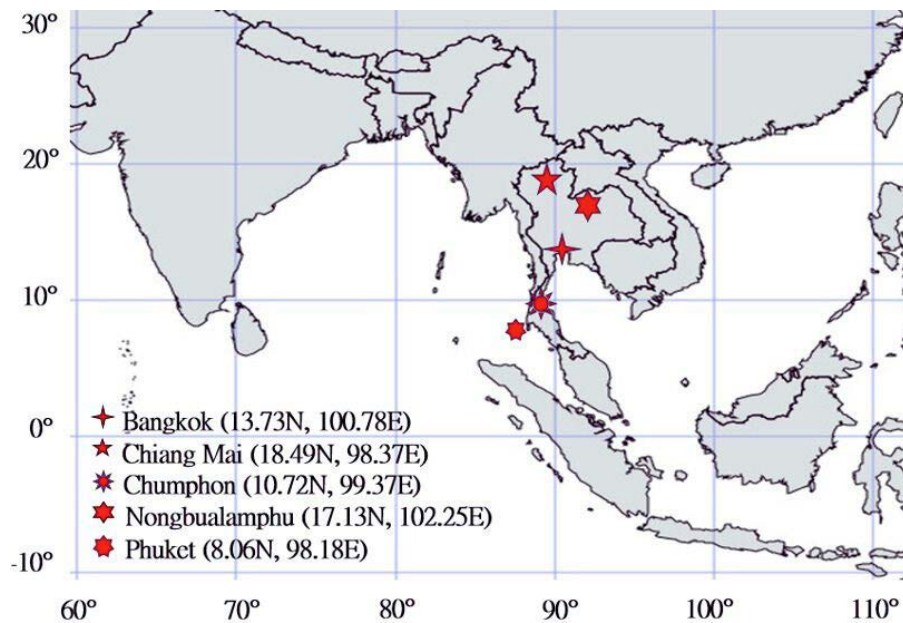 30°
20°
10°
0°
-10°
Bangkok (13.73N, 100.78E)
Chiang Mai (18.49N, 98.37E)
Chumphon (10.72N, 99.37E)
Nongbualamphu (17.13N, 102.25E)
Phuket (8.06N, 98.18E)
60° 70° 80° 90° 100° 110°